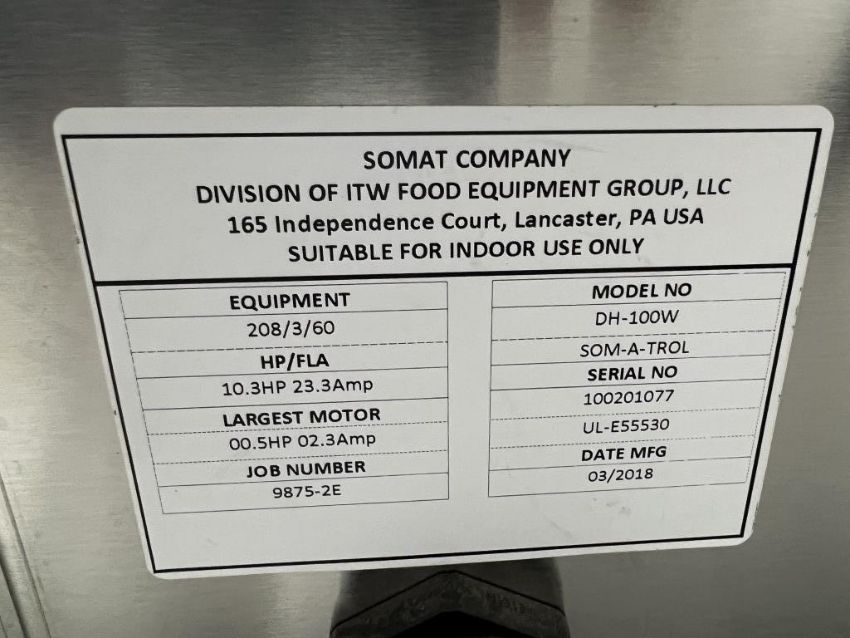 SOMAT COMPANY
DIVISION OF ITW FOOD EQUIPMENT GROUP, LLC
165 Independence Court, Lancaster, PA USA
SUITABLE FOR INDOOR USE ONLY
EQUIPMENT
208/3/60
HP/FLA
10.3HP 23.3Amp
LARGEST MOTOR
00.5HP 02.3Amp
JOB NUMBER
9875-2E
MODEL NO
DH-100W
SOM-A-TROL
SERIAL NO
100201077
UL-E55530
DATE MFG
03/2018